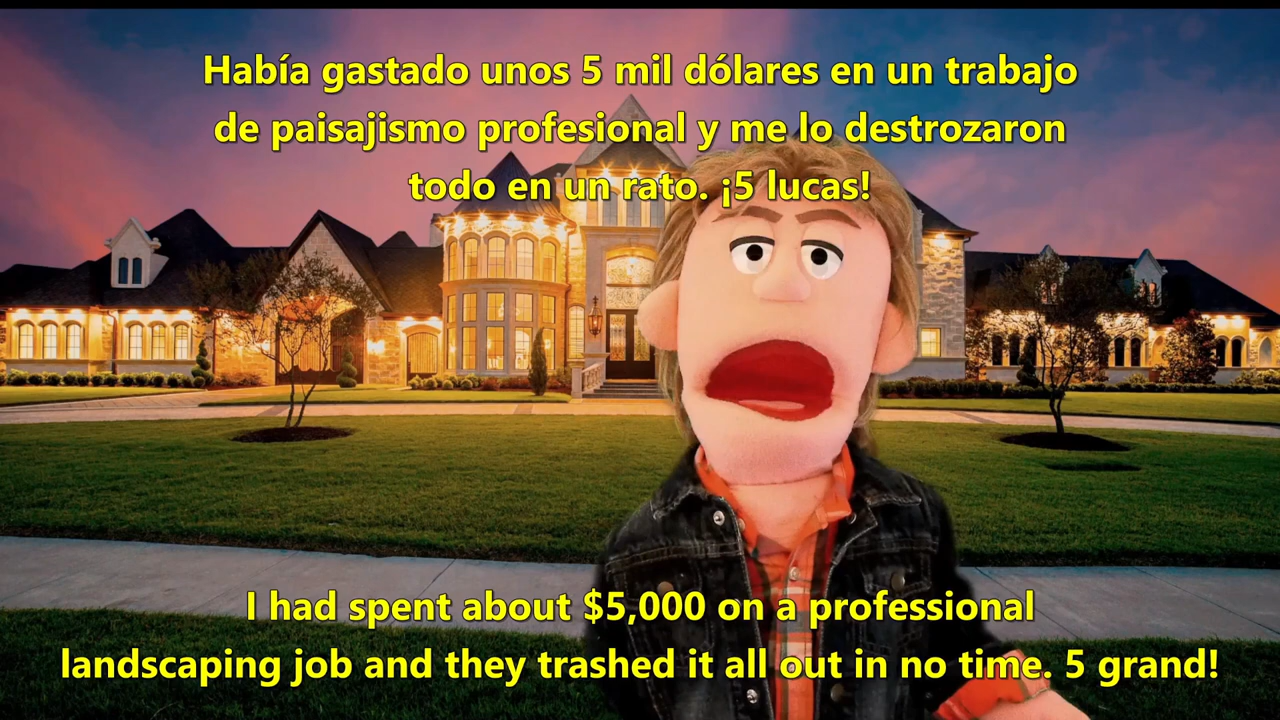 Había gastado unos 5 mil dólares en un trabajo
de paisajismo profesional y me lo destrozaron
todo en un rato. ¡5 lucas!
I had spent about $5,000 on a professional
landscaping job and they trashed it all out in no time. 5 grand!